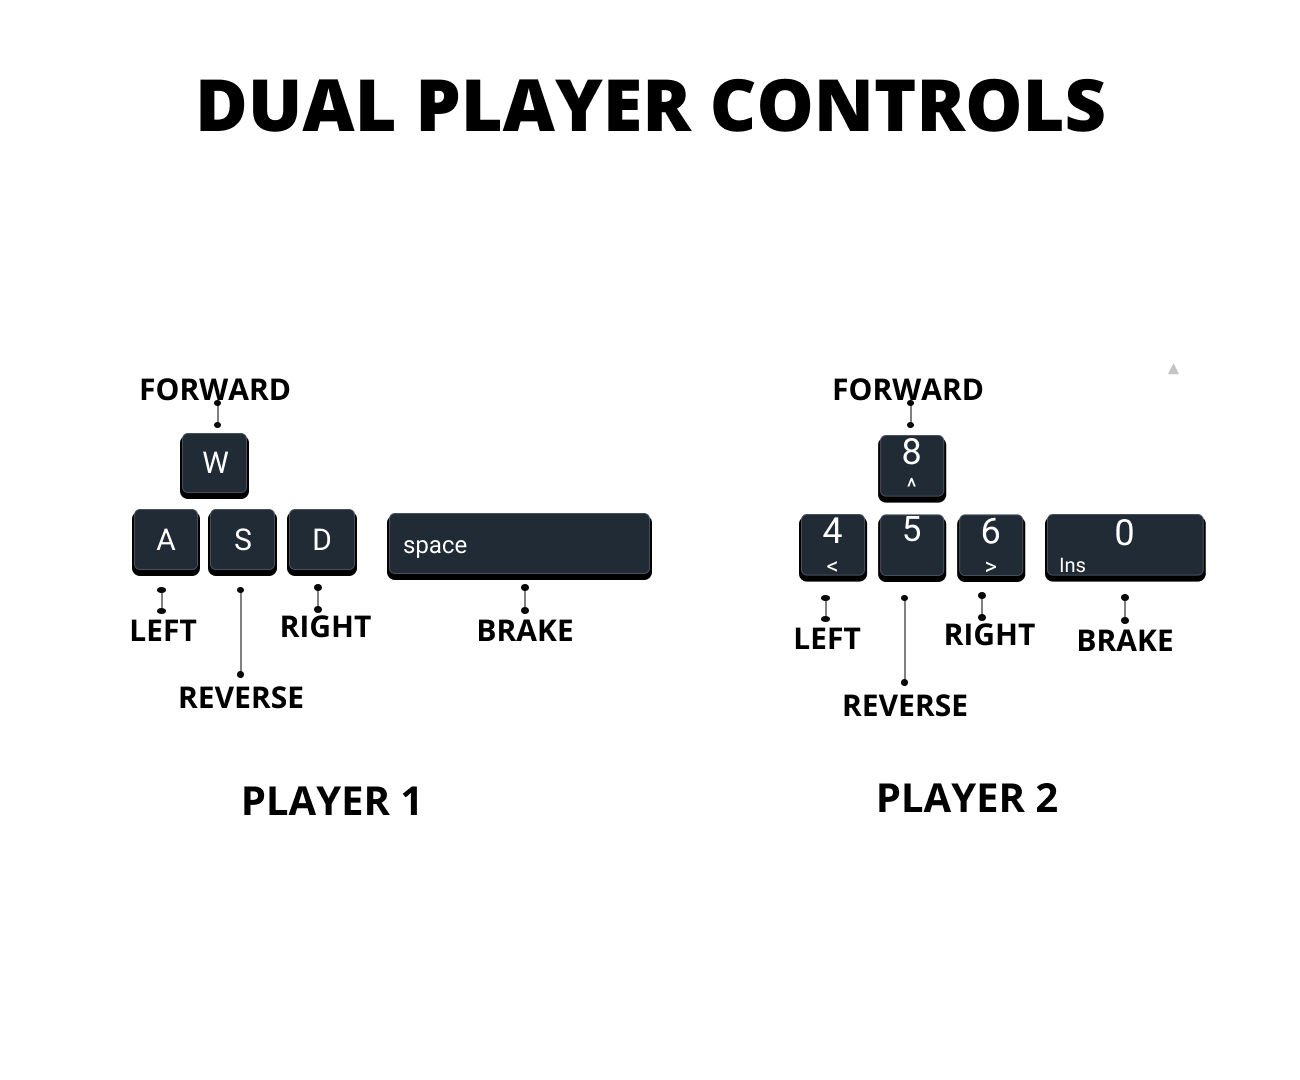 DUAL PLAYER CONTROLS
FORWARD
W
A S D space
LEFT RIGHT BRAKE
REVERSE
PLAYER 1
FORWARD
8
^
4 5 6 0
< > Ins
LEFT RIGHT BRAKE
REVERSE
PLAYER 2